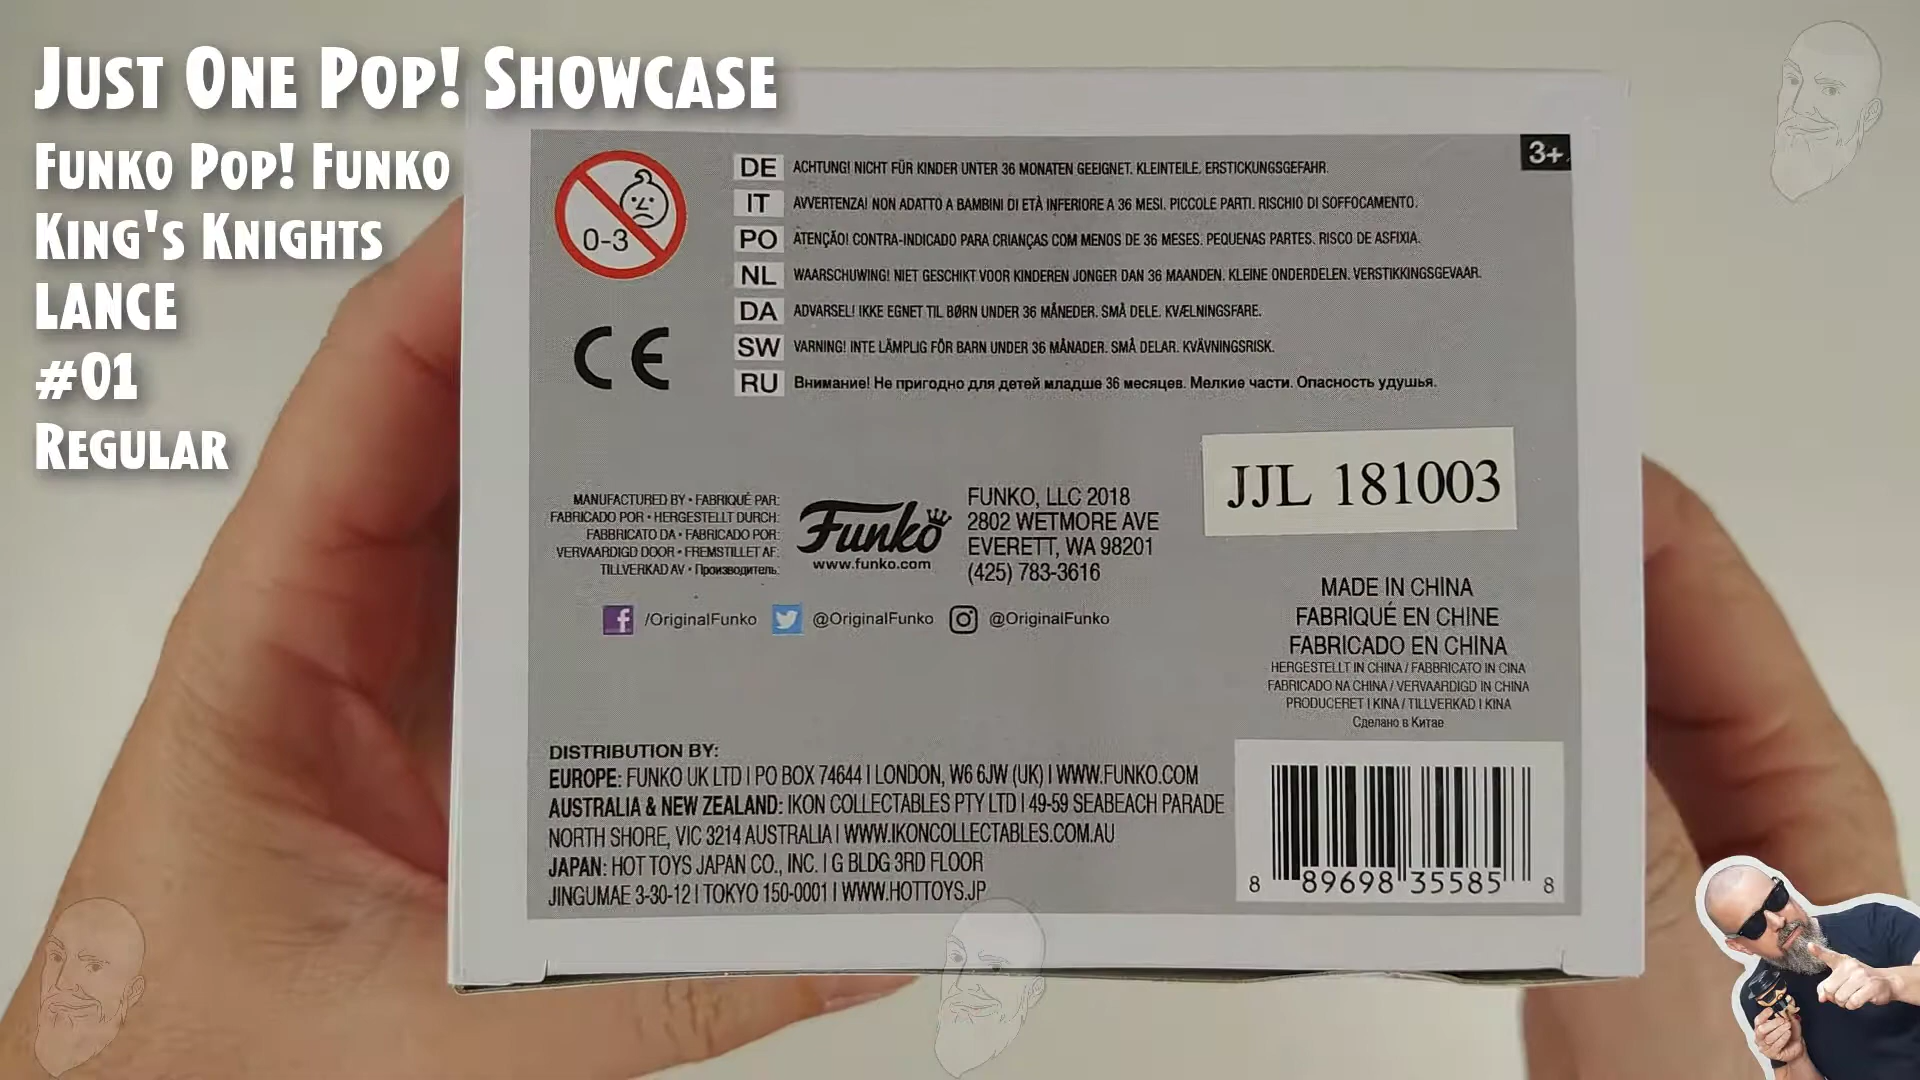 JUST ONE POP! SHOWCASE
FUNKO POP! FUNKO
KING'S KNIGHTS
LANCE
#01
REGULAR
3+
0-3
DE ACHTUNG! NICHT FÜR KINDER UNTER 36 MONATEN GEEIGNET. KLEINTEILE. ERSTICKUNGSGEFAHR.
IT AVVERTENZA! NON ADATTO A BAMBINI DI ETÀ INFERIORE A 36 MESI. PICCOLE PARTI. RISCHIO DI SOFFOCAMENTO.
PO ATENÇÃO! CONTRA-INDICADO PARA CRIANÇAS COM MENOS DE 36 MESES. PEQUENAS PARTES. RISCO DE ASFIXIA.
NL WAARSCHUWING! NIET GESCHIKT VOOR KINDEREN JONGER DAN 36 MAANDEN. KLEINE ONDERDELEN. VERSTIKKINGSGEVAAR.
DA ADVARSEL! IKKE EGNET TIL BØRN UNDER 36 MÅNEDER. SMÅ DELE. KVÆLNINGSFARE.
SW VARNING! INTE LÄMPLIG FÖR BARN UNDER 36 MÅNADER. SMÅ DELAR. KVÄVNINGSRISK.
RU Внимание! Не пригодно для детей младше 36 месяцев. Мелкие части. Опасность удушья.
CE
JJL 181003
MANUFACTURED BY • FABRIQUÉ PAR:
FABRICADO POR • HERGESTELLT DURCH:
FABBRICATO DA • FABRICADO POR:
VERVAARDIGD DOOR • FREMSTILLET AF:
TILLVERKAD AV • Производитель:
Funko
www.funko.com
FUNKO, LLC 2018
2802 WETMORE AVE
EVERETT, WA 98201
(425) 783-3616
/OriginalFunko @OriginalFunko @OriginalFunko
MADE IN CHINA
FABRIQUÉ EN CHINE
FABRICADO EN CHINA
HERGESTELLT IN CHINA / FABBRICATO IN CINA
FABRICADO NA CHINA / VERVAARDIGD IN CHINA
PRODUCERET I KINA / TILLVERKAD I KINA
Сделано в Китае
DISTRIBUTION BY:
EUROPE: FUNKO UK LTD | PO BOX 74644 | LONDON, W6 6JW (UK) | WWW.FUNKO.COM
AUSTRALIA & NEW ZEALAND: IKON COLLECTABLES PTY LTD | 49-59 SEABEACH PARADE
NORTH SHORE, VIC 3214 AUSTRALIA | WWW.IKONCOLLECTABLES.COM.AU
JAPAN: HOT TOYS JAPAN CO., INC. | G BLDG 3RD FLOOR
JINGUMAE 3-30-12 | TOKYO 150-0001 | WWW.HOTTOYS.JP
8 89698 35585 8